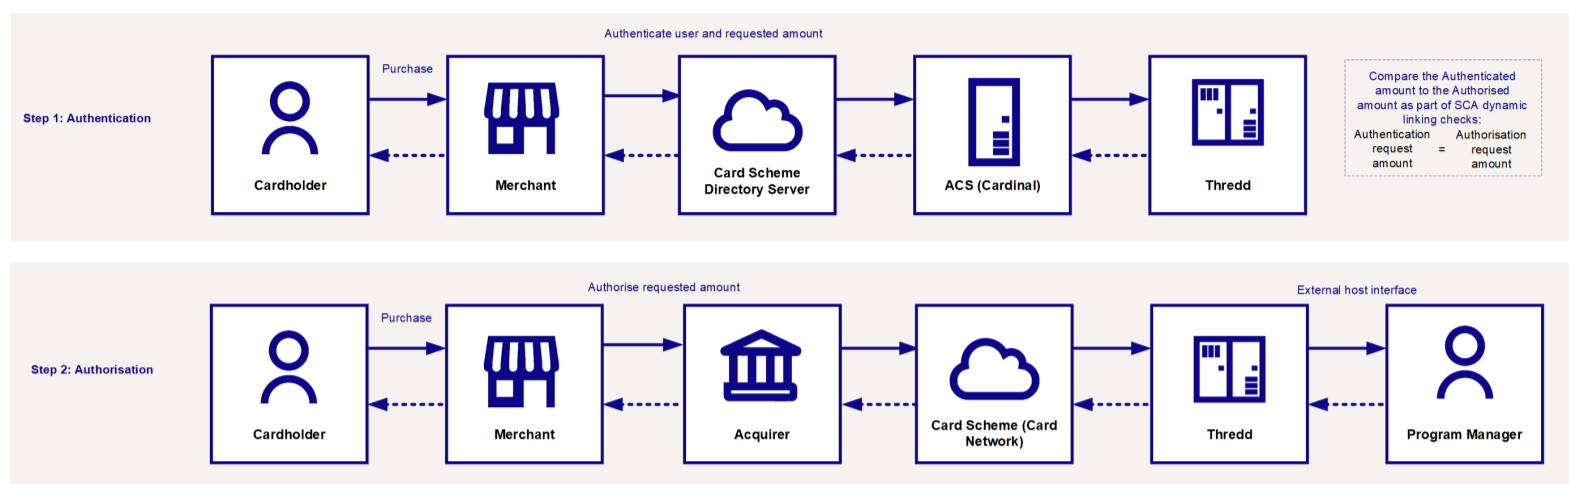 Authenticate user and requested amount
Purchase
Step 1: Authentication
Cardholder
Merchant
Card Scheme
Directory Server
ACS (Cardinal)
Thredd
Compare the Authenticated
amount to the Authorised
amount as part of SCA dynamic
linking checks:
Authentication Authorisation
request = request
amount amount
Authorise requested amount
External host interface
Purchase
Step 2: Authorisation
Cardholder
Merchant
Acquirer
Card Scheme (Card
Network)
Thredd
Program Manager